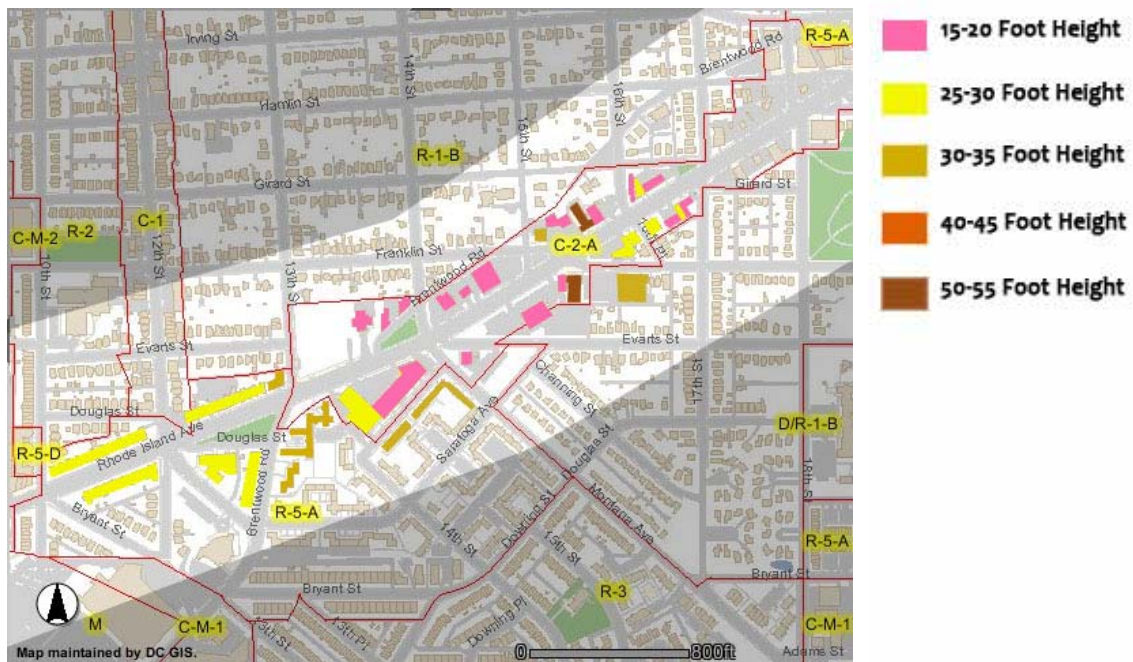 Irving St
Brentwood Rd
R-5-A
15-20 Foot Height
14th St
Hamlin St
16th St
25-30 Foot Height
15th St
R-1-B
30-35 Foot Height
Girard St
Girard St
C-1
C-M-2
R-2
12th St
C-2-A
40-45 Foot Height
10th St
Franklin St
Brentwood Rd
13th St
50-55 Foot Height
Evarts St
Evarts St
Channing St
17th St
Douglas St
Douglas St
Saratoga Ave
D/R-1-B
R-5-D
Rhode Island Ave
Douglas St
18th St
Bryant St
Brentwood Rd
R-5-A
Downing St
Montana Ave
14th St
15th St
R-5-A
Bryant St
Bryant St
R-3
M
C-M-1
13th St
13th Pl
Downing Pl
C-M-1
Map maintained by DC GIS.
0 800ft
Adams St